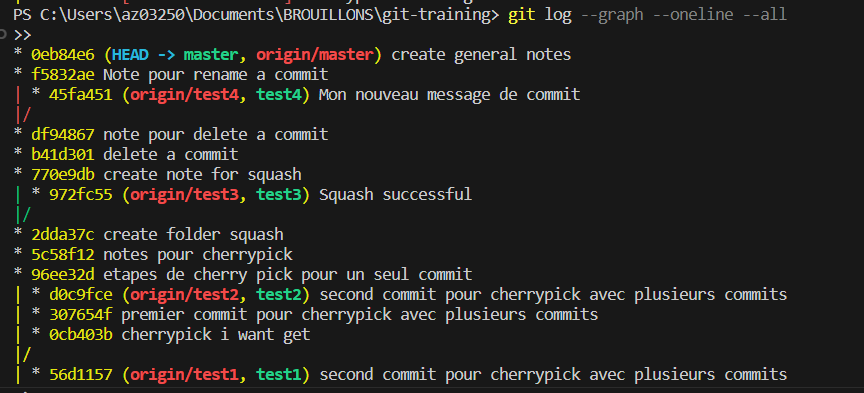 PS C:\Users\az03250\Documents\BROUILLONS\git-training> git log --graph --oneline --all
>>
* 0eb84e6 (HEAD -> master, origin/master) create general notes
* f5832ae Note pour rename a commit
| * 45fa451 (origin/test4, test4) Mon nouveau message de commit
|/
* df94867 note pour delete a commit
* b41d301 delete a commit
* 770e9db create note for squash
| * 972fc55 (origin/test3, test3) Squash successful
|/
* 2dda37c create folder squash
* 5c58f12 notes pour cherrypick
* 96ee32d etapes de cherry pick pour un seul commit
| * d0c9fce (origin/test2, test2) second commit pour cherrypick avec plusieurs commits
| * 307654f premier commit pour cherrypick avec plusieurs commits
| * 0cb403b cherrypick i want get
|/
| * 56d1157 (origin/test1, test1) second commit pour cherrypick avec plusieurs commits